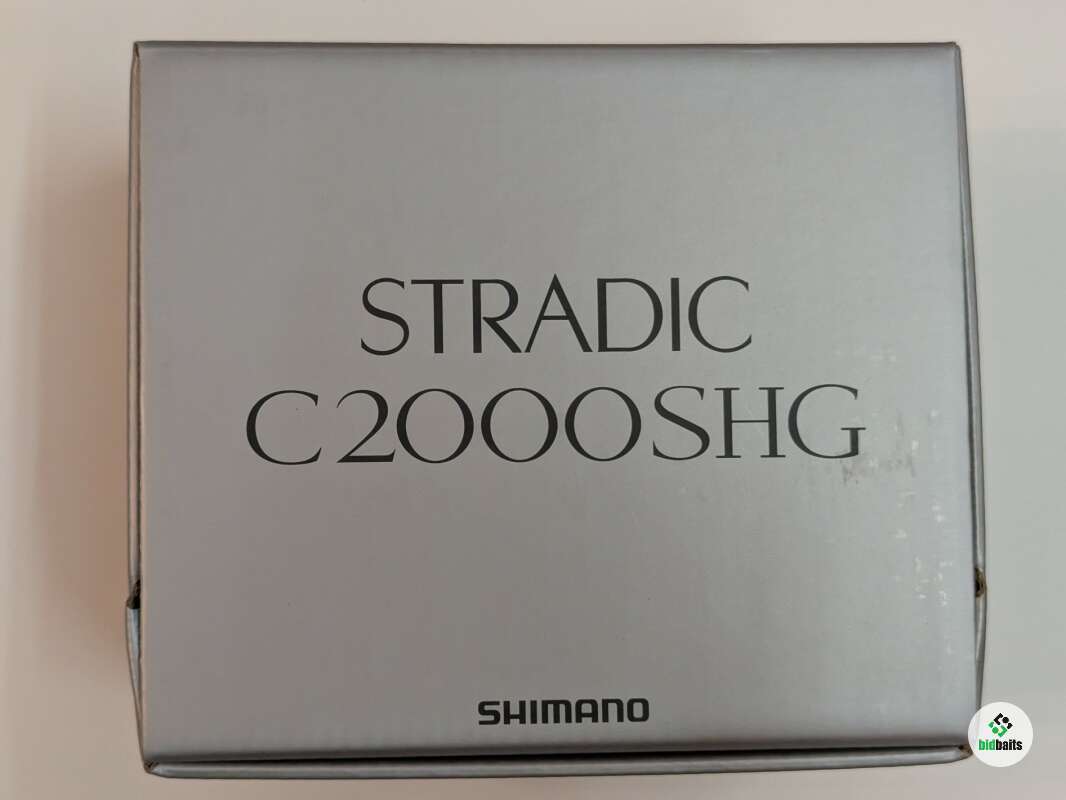 STRADIC
C2000SHG
SHIMANO
bidbaits